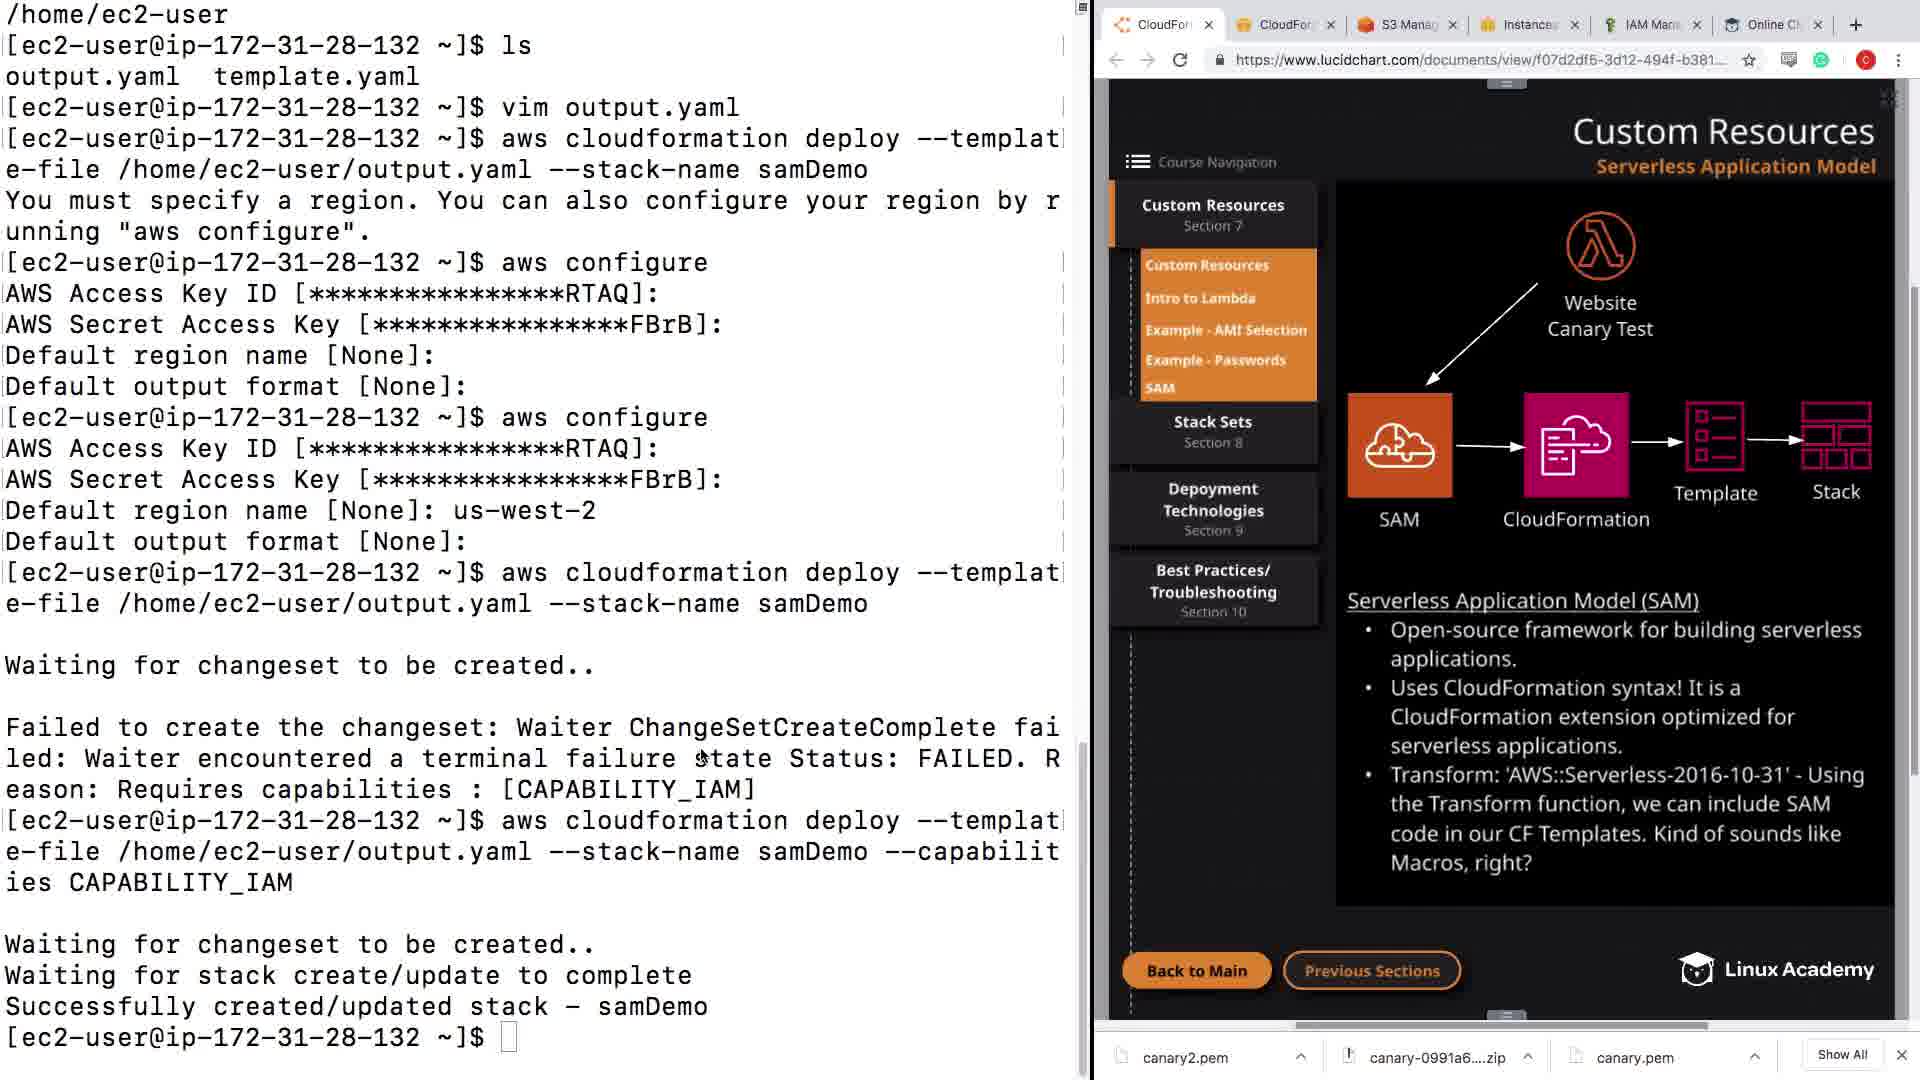 /home/ec2-user
[ec2-user@ip-172-31-28-132 ~]$ ls
output.yaml  template.yaml
[ec2-user@ip-172-31-28-132 ~]$ vim output.yaml
[ec2-user@ip-172-31-28-132 ~]$ aws cloudformation deploy --templat
e-file /home/ec2-user/output.yaml --stack-name samDemo
You must specify a region. You can also configure your region by r
unning "aws configure".
[ec2-user@ip-172-31-28-132 ~]$ aws configure
AWS Access Key ID [****************RTAQ]:
AWS Secret Access Key [****************FBrB]:
Default region name [None]:
Default output format [None]:
[ec2-user@ip-172-31-28-132 ~]$ aws configure
AWS Access Key ID [****************RTAQ]:
AWS Secret Access Key [****************FBrB]:
Default region name [None]: us-west-2
Default output format [None]:
[ec2-user@ip-172-31-28-132 ~]$ aws cloudformation deploy --templat
e-file /home/ec2-user/output.yaml --stack-name samDemo
Waiting for changeset to be created..
Failed to create the changeset: Waiter ChangeSetCreateComplete fai
led: Waiter encountered a terminal failure state Status: FAILED. R
eason: Requires capabilities : [CAPABILITY_IAM]
[ec2-user@ip-172-31-28-132 ~]$ aws cloudformation deploy --templat
e-file /home/ec2-user/output.yaml --stack-name samDemo --capabilit
ies CAPABILITY_IAM
Waiting for changeset to be created..
Waiting for stack create/update to complete
Successfully created/updated stack - samDemo
[ec2-user@ip-172-31-28-132 ~]$
CloudFor
CloudFor
S3 Manag
Instances
IAM Mana
Online Ch
https://www.lucidchart.com/documents/view/f07d2df5-3d12-494f-b381...
C
Custom Resources
Serverless Application Model
Course Navigation
Custom Resources
Section 7
Custom Resources
Intro to Lambda
Example - AMI Selection
Example - Passwords
SAM
Stack Sets
Section 8
Depoyment
Technologies
Section 9
Best Practices/
Troubleshooting
Section 10
Website
Canary Test
SAM
CloudFormation
Template
Stack
Serverless Application Model (SAM)
• Open-source framework for building serverless
applications.
• Uses CloudFormation syntax! It is a
CloudFormation extension optimized for
serverless applications.
• Transform: 'AWS::Serverless-2016-10-31' - Using
the Transform function, we can include SAM
code in our CF Templates. Kind of sounds like
Macros, right?
Back to Main
Previous Sections
Linux Academy
canary2.pem
canary-0991a6....zip
canary.pem
Show All